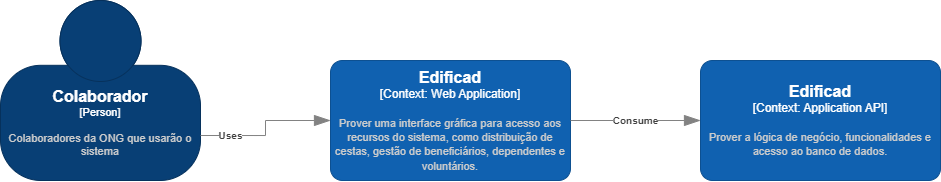 Colaborador
[Person]
Colaboradores da ONG que usarão o
sistema
Uses
Edificad
[Context: Web Application]
Prover uma interface gráfica para acesso aos
recursos do sistema, como distribuição de
cestas, gestão de beneficiários, dependentes e
voluntários.
Consume
Edificad
[Context: Application API]
Prover a lógica de negócio, funcionalidades e
acesso ao banco de dados.